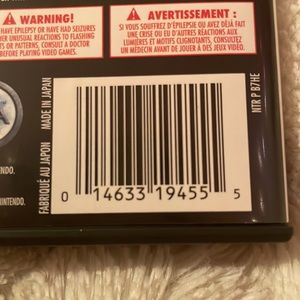 WARNING!
HAVE EPILEPSY OR HAVE HAD SEIZURES
UNUSUAL REACTIONS TO FLASHING
OR PATTERNS, CONSULT A DOCTOR
BEFORE PLAYING VIDEO GAMES.
AVERTISSEMENT :
SI VOUS SOUFFREZ D'ÉPILEPSIE OU AVEZ DÉJÀ FAIT
UNE CRISE OU EU D'AUTRES RÉACTIONS AUX
LUMIÈRES ET MOTIFS CLIGNOTANTS, CONSULTEZ
UN MÉDECIN AVANT DE JOUER À DES JEUX VIDÉO.
FABRIQUÉ AU JAPON
MADE IN JAPAN
0 14633 19455 5
NTR P B7HE
NINTENDO.